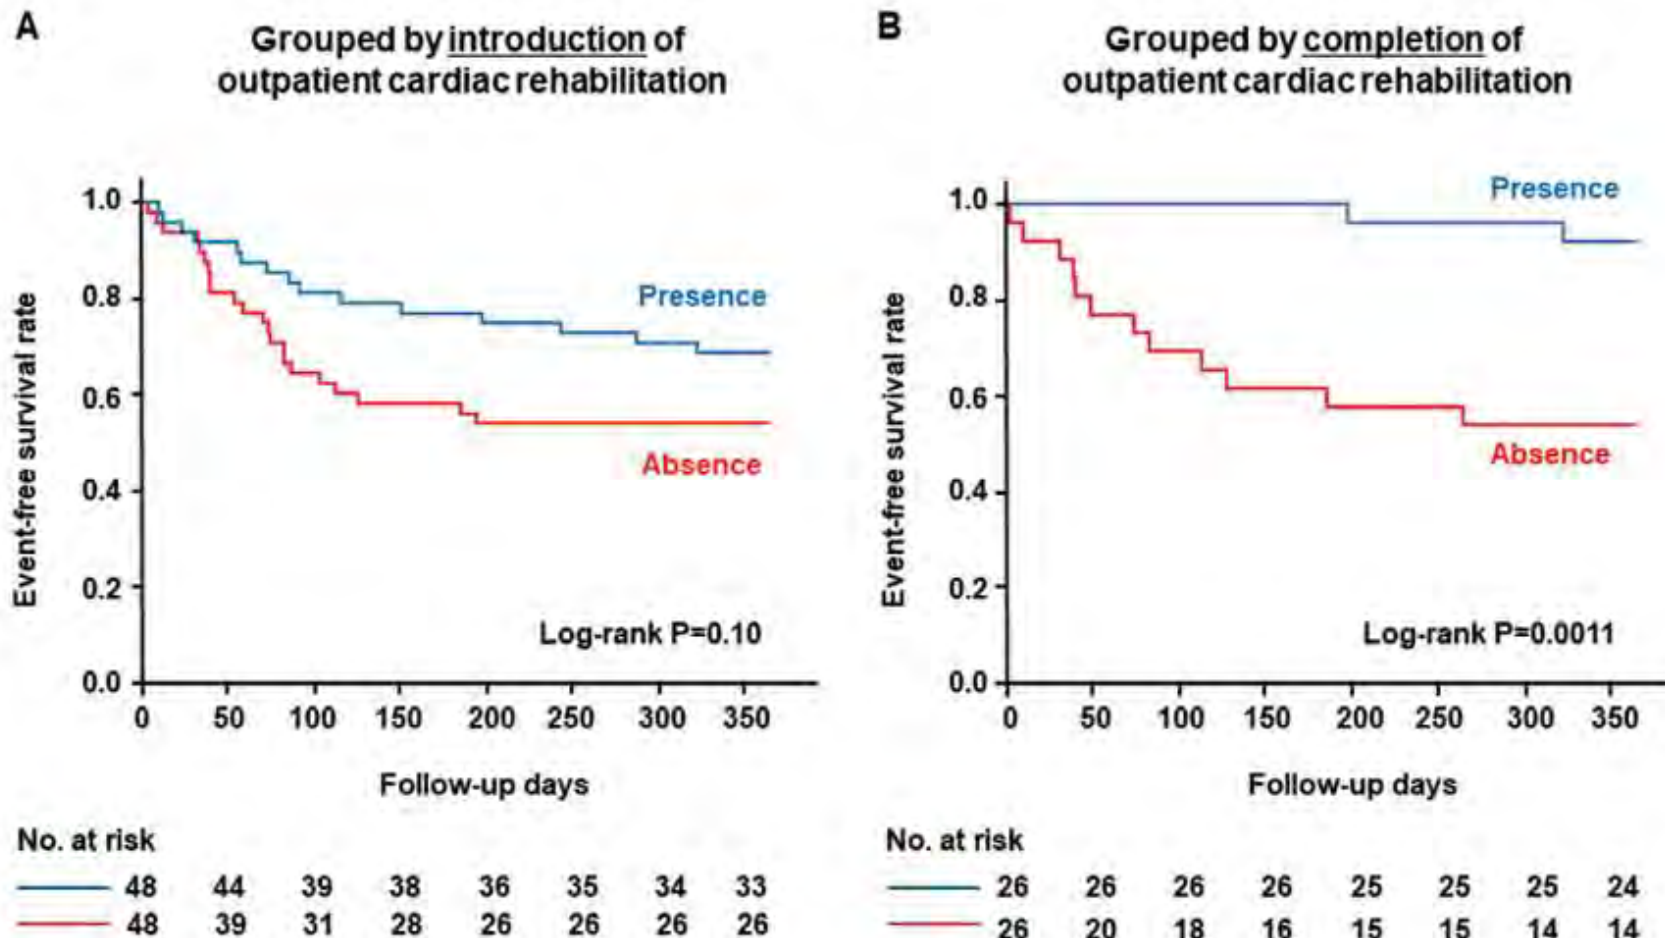 A
Grouped by introduction of
outpatient cardiac rehabilitation
Event-free survival rate
1.0
0.8
0.6
0.4
0.2
0.0
Presence
Absence
Log-rank P=0.10
0 50 100 150 200 250 300 350
Follow-up days
No. at risk
48 44 39 38 36 35 34 33
48 39 31 28 26 26 26 26
B
Grouped by completion of
outpatient cardiac rehabilitation
Event-free survival rate
1.0
0.8
0.6
0.4
0.2
0.0
Presence
Absence
Log-rank P=0.0011
0 50 100 150 200 250 300 350
Follow-up days
No. at risk
26 26 26 26 25 25 25 24
26 20 18 16 15 15 14 14